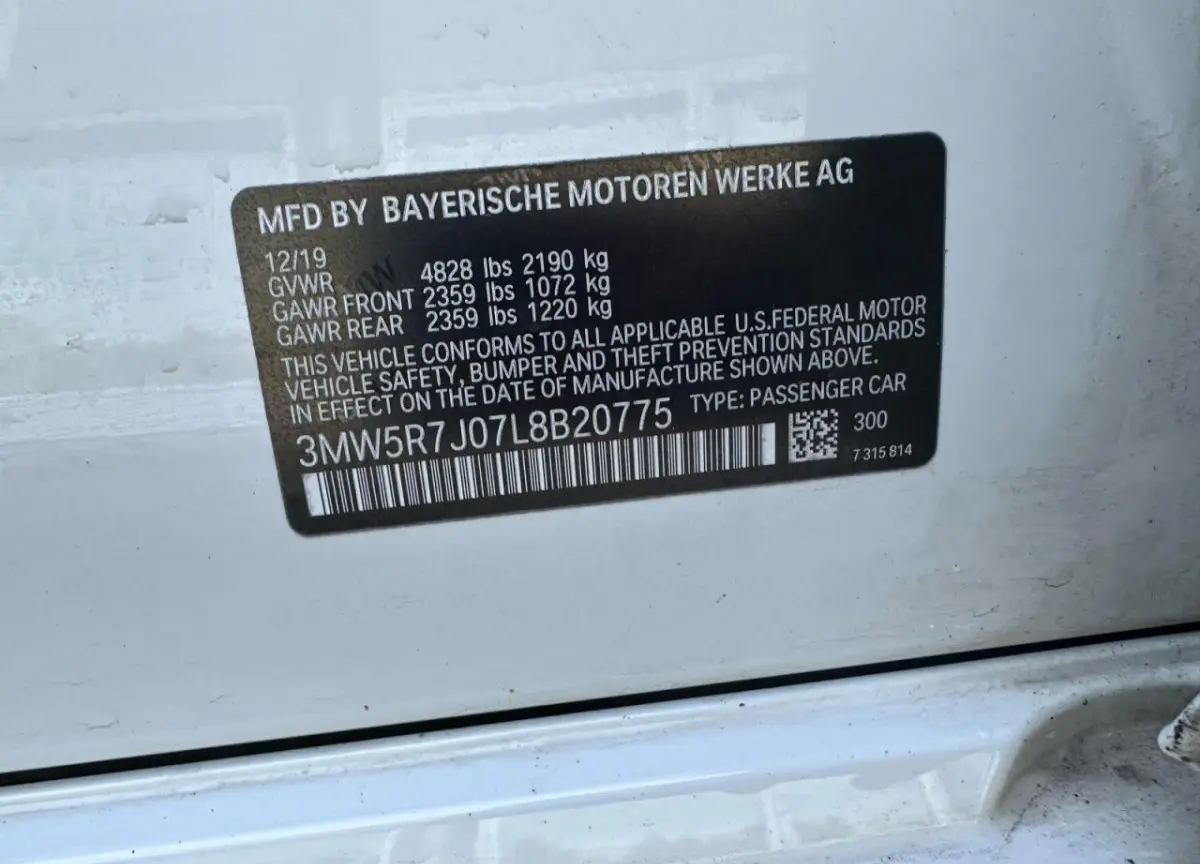 MFD BY BAYERISCHE MOTOREN WERKE AG
12/19
GVWR 4828 lbs 2190 kg
GAWR FRONT 2359 lbs 1072 kg
GAWR REAR 2359 lbs 1220 kg
THIS VEHICLE CONFORMS TO ALL APPLICABLE U.S.FEDERAL MOTOR
VEHICLE SAFETY, BUMPER AND THEFT PREVENTION STANDARDS
IN EFFECT ON THE DATE OF MANUFACTURE SHOWN ABOVE.
3MW5R7J07L8B20775 TYPE: PASSENGER CAR
300
7 315 814